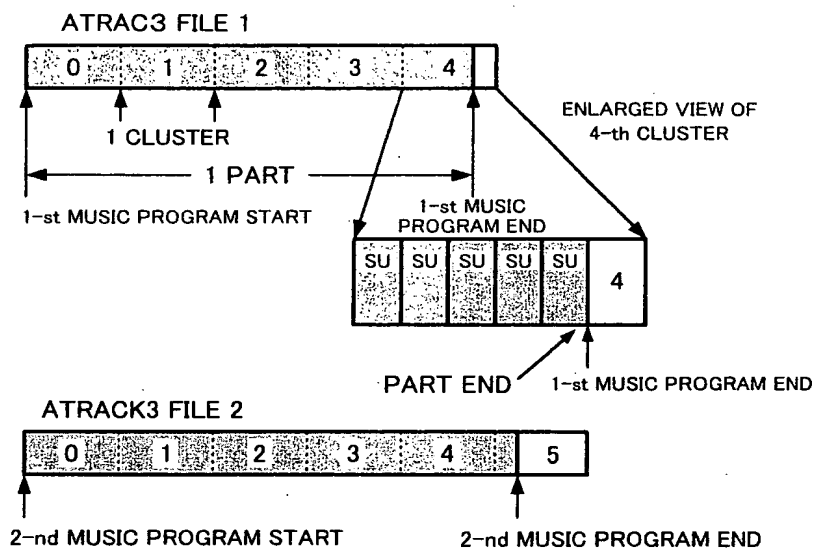 ATRAC3 FILE 1
0 1 2 3 4
1 CLUSTER
ENLARGED VIEW OF
4-th CLUSTER
1 PART
1-st MUSIC PROGRAM START
1-st MUSIC
PROGRAM END
SU SU SU SU SU 4
PART END
1-st MUSIC PROGRAM END
ATRACK3 FILE 2
0 1 2 3 4 5
2-nd MUSIC PROGRAM START
2-nd MUSIC PROGRAM END